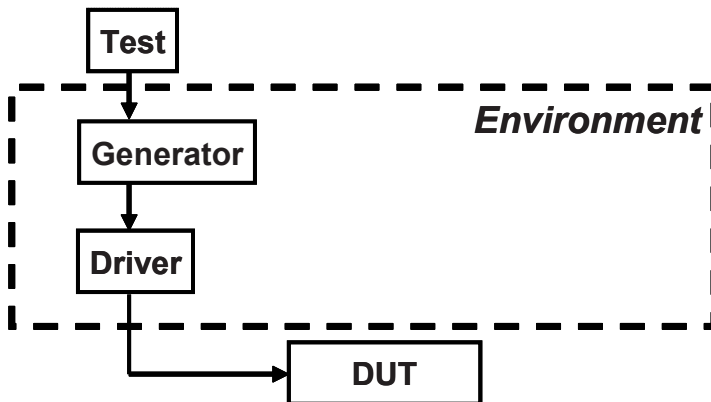 Test
Environment
Generator
Driver
DUT